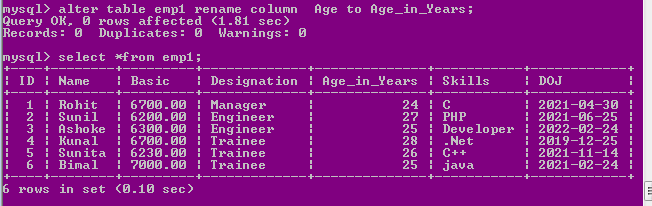 mysql> alter table emp1 rename column  Age to Age_in_Years;
Query OK, 0 rows affected (1.81 sec)
Records: 0  Duplicates: 0  Warnings: 0
mysql> select *from emp1;
+----+--------+---------+-------------+--------------+-----------+------------+
| ID | Name   | Basic   | Designation | Age_in_Years | Skills    | DOJ        |
+----+--------+---------+-------------+--------------+-----------+------------+
|  1 | Rohit  | 6700.00 | Manager     |           24 | C         | 2021-04-30 |
|  2 | Sunil  | 6200.00 | Engineer    |           27 | PHP       | 2021-06-25 |
|  3 | Ashoke | 6300.00 | Engineer    |           25 | Developer | 2022-02-24 |
|  4 | Kunal  | 6700.00 | Trainee     |           28 | .Net      | 2019-12-25 |
|  5 | Sunita | 6230.00 | Trainee     |           26 | C++       | 2021-11-14 |
|  6 | Bimal  | 7000.00 | Trainee     |           25 | java      | 2021-02-24 |
+----+--------+---------+-------------+--------------+-----------+------------+
6 rows in set (0.10 sec)